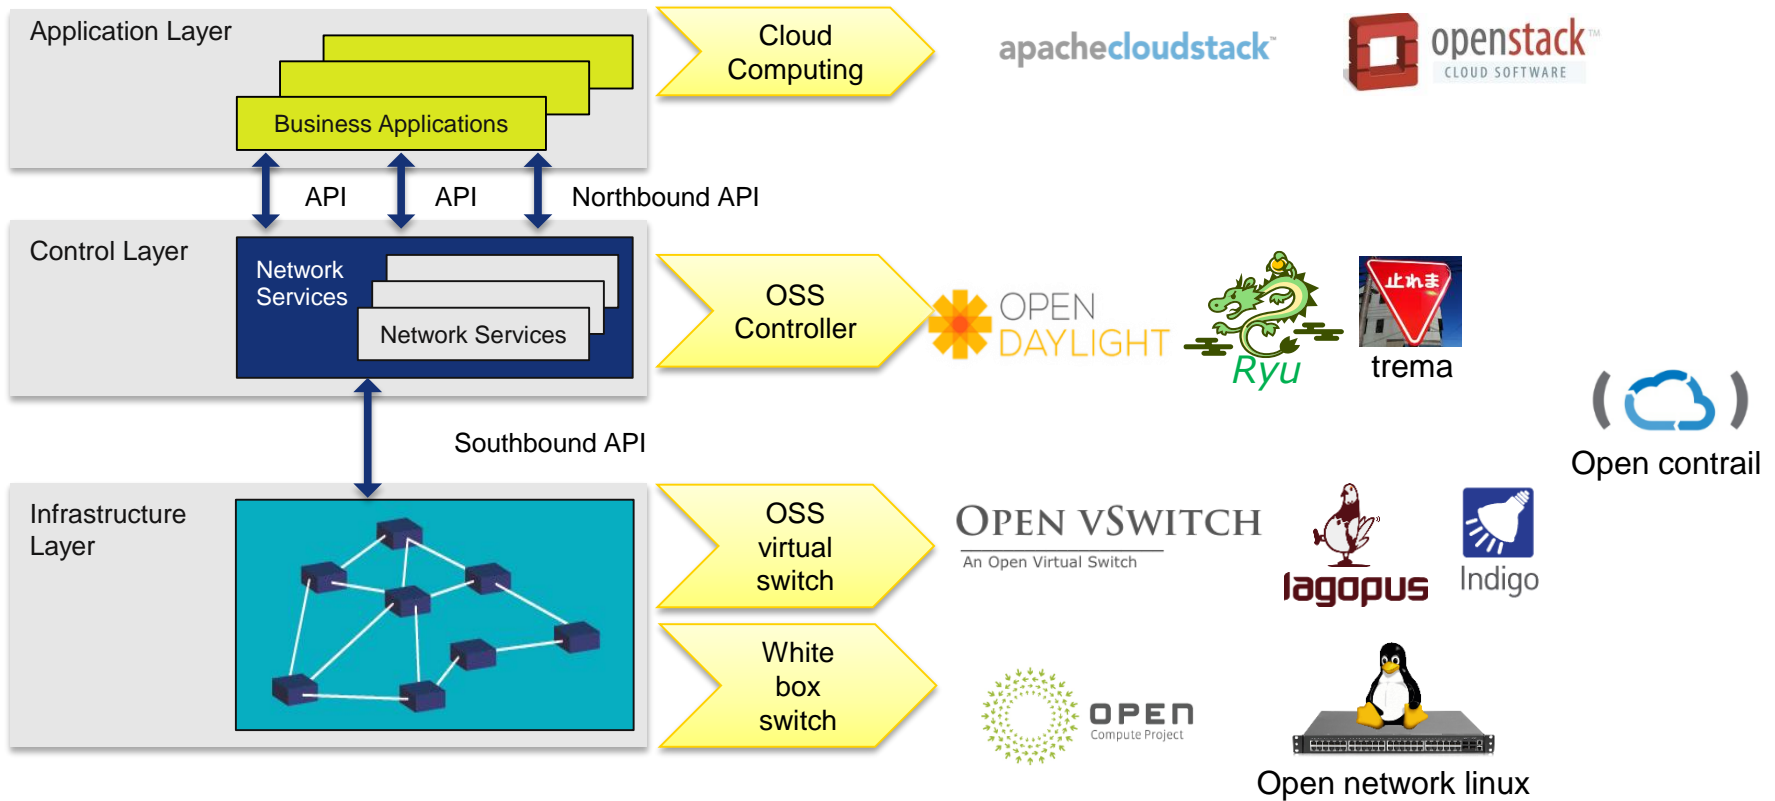 Application Layer
Business Applications
Cloud
Computing
apachecloudstack™
openstack™
CLOUD SOFTWARE
API
API
Northbound API
Control Layer
Network
Services
Network Services
OSS
Controller
OPEN
DAYLIGHT
Ryu
止れま
trema
Open contrail
Southbound API
Infrastructure
Layer
OSS
virtual
switch
OPEN VSWITCH
An Open Virtual Switch
lagopus
Indigo
White
box
switch
OPEN
Compute Project
Open network linux